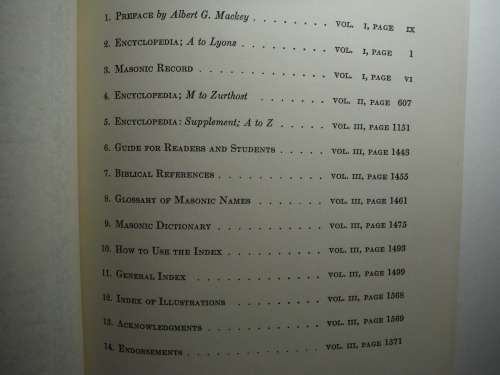 1. Preface by Albert G. Mackey . . . . . . VOL. I, PAGE IX
2. Encyclopedia; A to Lyons . . . . . . . VOL. I, PAGE 1
3. Masonic Record . . . . . . . . . . VOL. I, PAGE VI
4. Encyclopedia; M to Zurthost . . . . . . VOL. II, PAGE 607
5. Encyclopedia: Supplement; A to Z . . . . VOL. III, PAGE 1151
6. Guide for Readers and Students . . . . . VOL. III, PAGE 1443
7. Biblical References . . . . . . . . . VOL. III, PAGE 1455
8. Glossary of Masonic Names . . . . . . VOL. III, PAGE 1461
9. Masonic Dictionary . . . . . . . . . VOL. III, PAGE 1475
10. How to Use the Index . . . . . . . . VOL. III, PAGE 1493
11. General Index . . . . . . . . . . VOL. III, PAGE 1499
12. Index of Illustrations . . . . . . . . VOL. III, PAGE 1568
13. Acknowledgments . . . . . . . . . VOL. III, PAGE 1569
14. Endorsements . . . . . . . . . . VOL. III, PAGE 1571